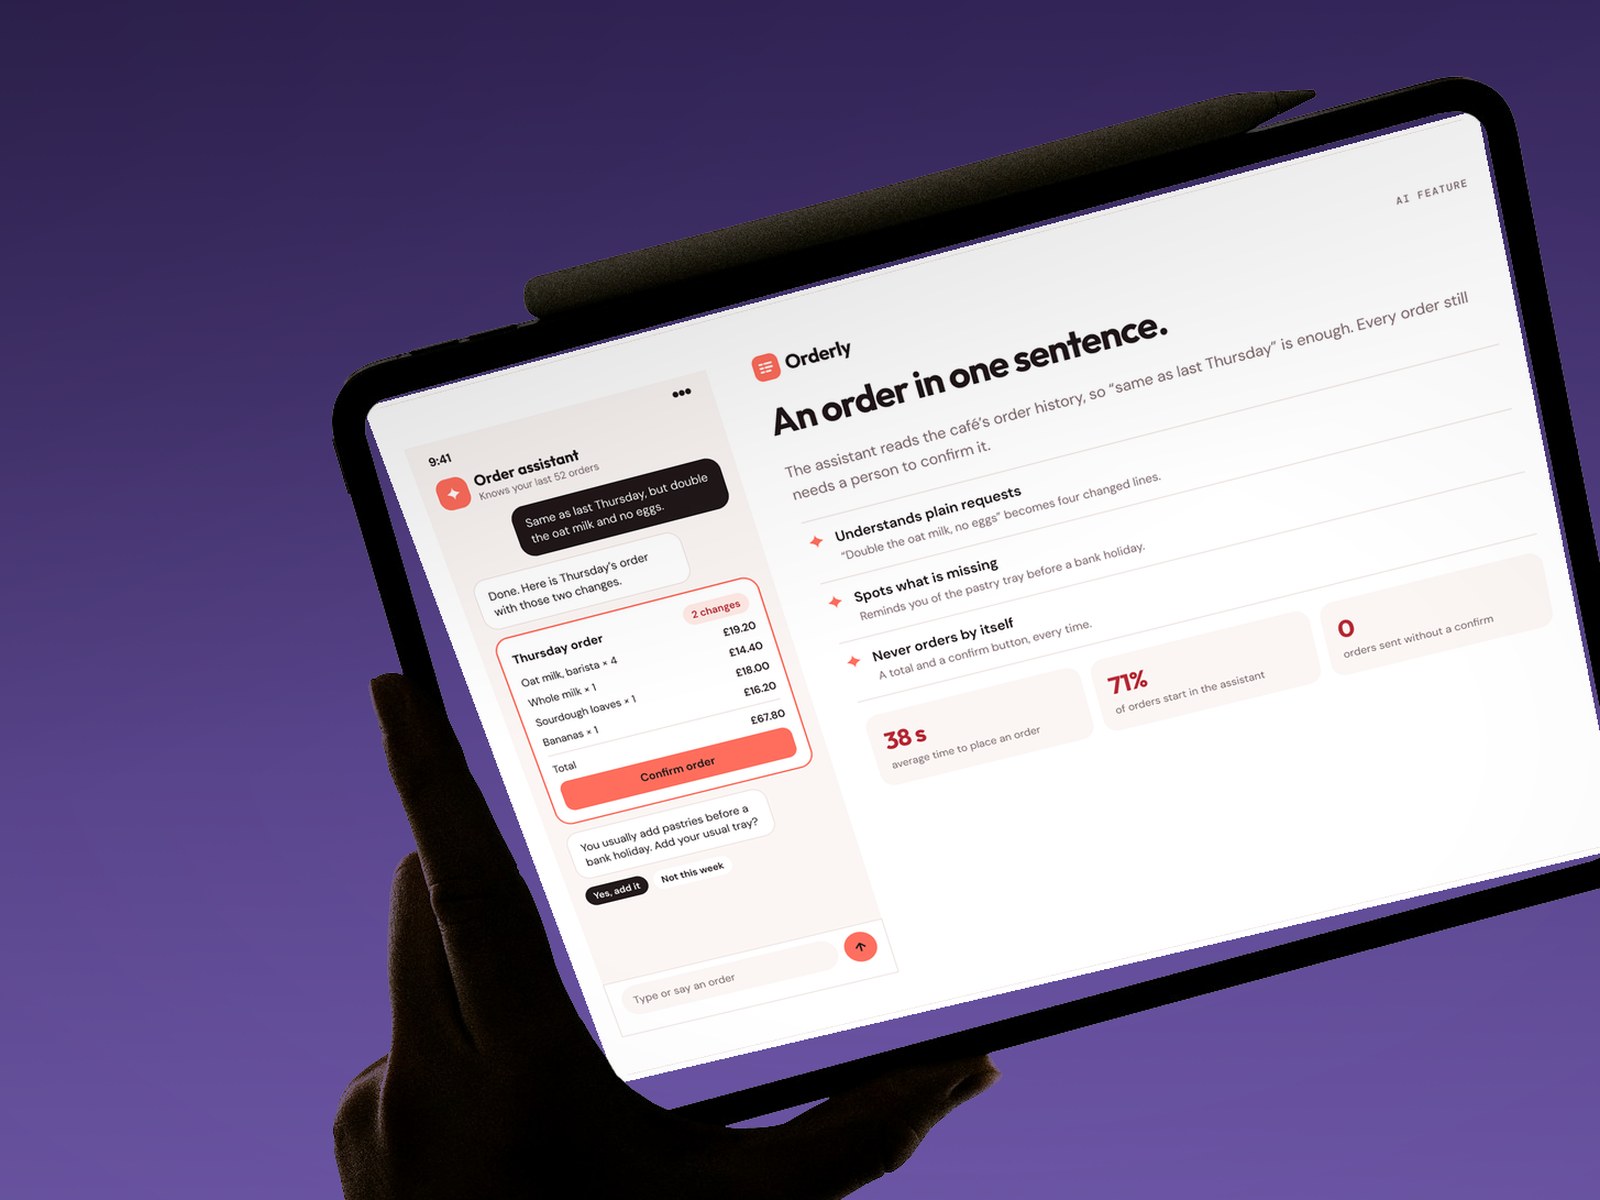 AI FEATURE
9:41
Order assistant
Knows your last 52 orders
Same as last Thursday, but double
the oat milk and no eggs.
Done. Here is Thursday's order
with those two changes.
Thursday order
2 changes
Oat milk, barista × 4 £19.20
Whole milk × 1 £14.40
Sourdough loaves × 1 £18.00
Bananas × 1 £16.20
Total £67.80
Confirm order
You usually add pastries before a
bank holiday. Add your usual tray?
Yes, add it
Not this week
Type or say an order
Orderly
An order in one sentence.
The assistant reads the café's order history, so “same as last Thursday” is enough. Every order still
needs a person to confirm it.
Understands plain requests
“Double the oat milk, no eggs” becomes four changed lines.
Spots what is missing
Reminds you of the pastry tray before a bank holiday.
Never orders by itself
A total and a confirm button, every time.
38 s
average time to place an order
71%
of orders start in the assistant
0
orders sent without a confirm